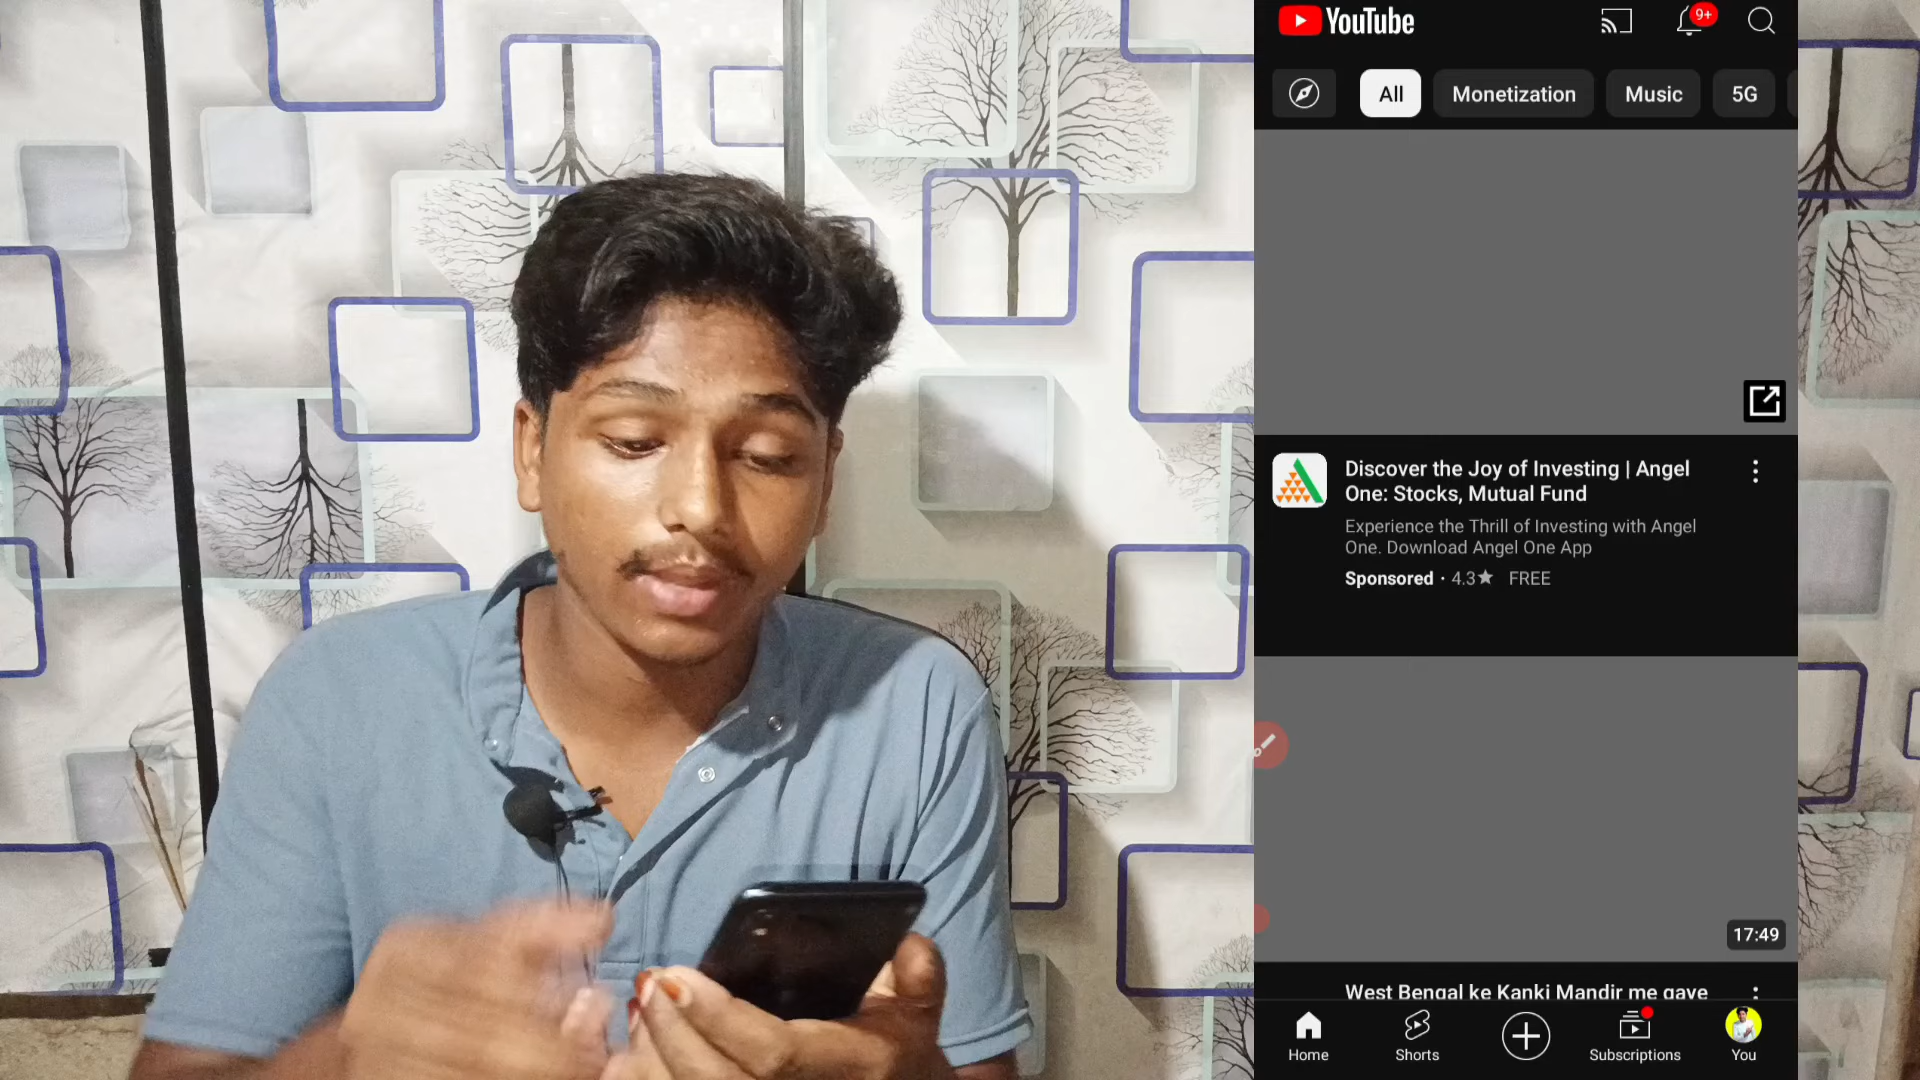 YouTube
9+
All
Monetization
Music
5G
Discover the Joy of Investing | Angel
One: Stocks, Mutual Fund
Experience the Thrill of Investing with Angel
One. Download Angel One App
Sponsored · 4.3★ FREE
17:49
West Bengal ke Kanki Mandir me gaye
Home
Shorts
Subscriptions
You